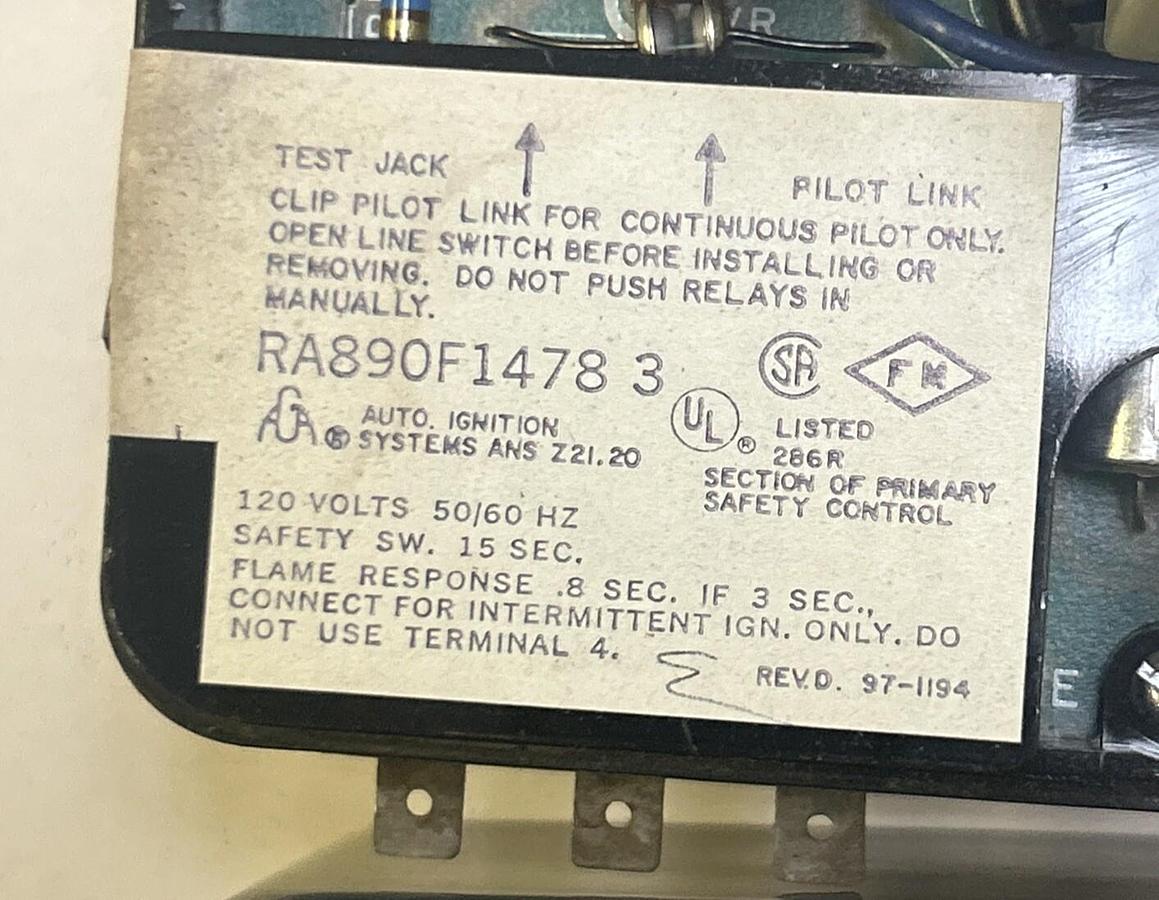 VR
TEST JACK
PILOT LINK
CLIP PILOT LINK FOR CONTINUOUS PILOT ONLY.
OPEN LINE SWITCH BEFORE INSTALLING OR
REMOVING. DO NOT PUSH RELAYS IN
MANUALLY.
RA890F1478 3
SA
FM
AGA ®
AUTO. IGNITION
SYSTEMS ANS Z21.20
UL ®
LISTED
286R
SECTION OF PRIMARY
SAFETY CONTROL
120 VOLTS 50/60 HZ
SAFETY SW. 15 SEC.
FLAME RESPONSE .8 SEC. IF 3 SEC.,
CONNECT FOR INTERMITTENT IGN. ONLY. DO
NOT USE TERMINAL 4.
REV.D. 97-1194
E